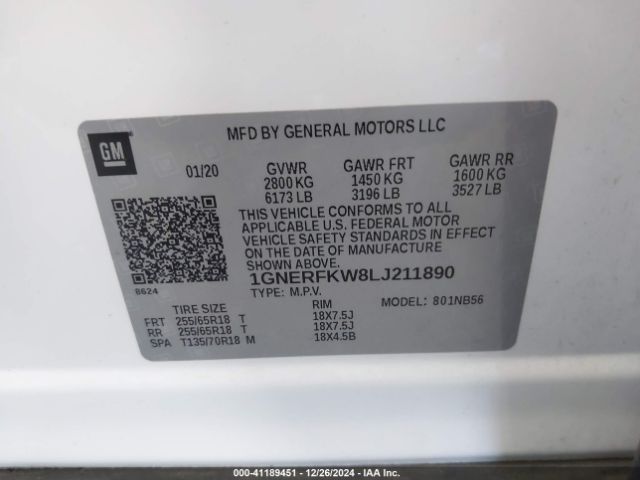 MFD BY GENERAL MOTORS LLC
GM
01/20 GVWR GAWR FRT GAWR RR
2800 KG 1450 KG 1600 KG
6173 LB 3196 LB 3527 LB
THIS VEHICLE CONFORMS TO ALL
APPLICABLE U.S. FEDERAL MOTOR
VEHICLE SAFETY STANDARDS IN EFFECT
ON THE DATE OF MANUFACTURE
SHOWN ABOVE.
1GNERFKW8LJ211890
8624
TYPE: M.P.V. MODEL: 801NB56
TIRE SIZE RIM
FRT 255/65R18 T 18X7.5J
RR 255/65R18 T 18X7.5J
SPA T135/70R18 M 18X4.5B
© 0-41189451 - 12/26/2024 - IAA Inc.